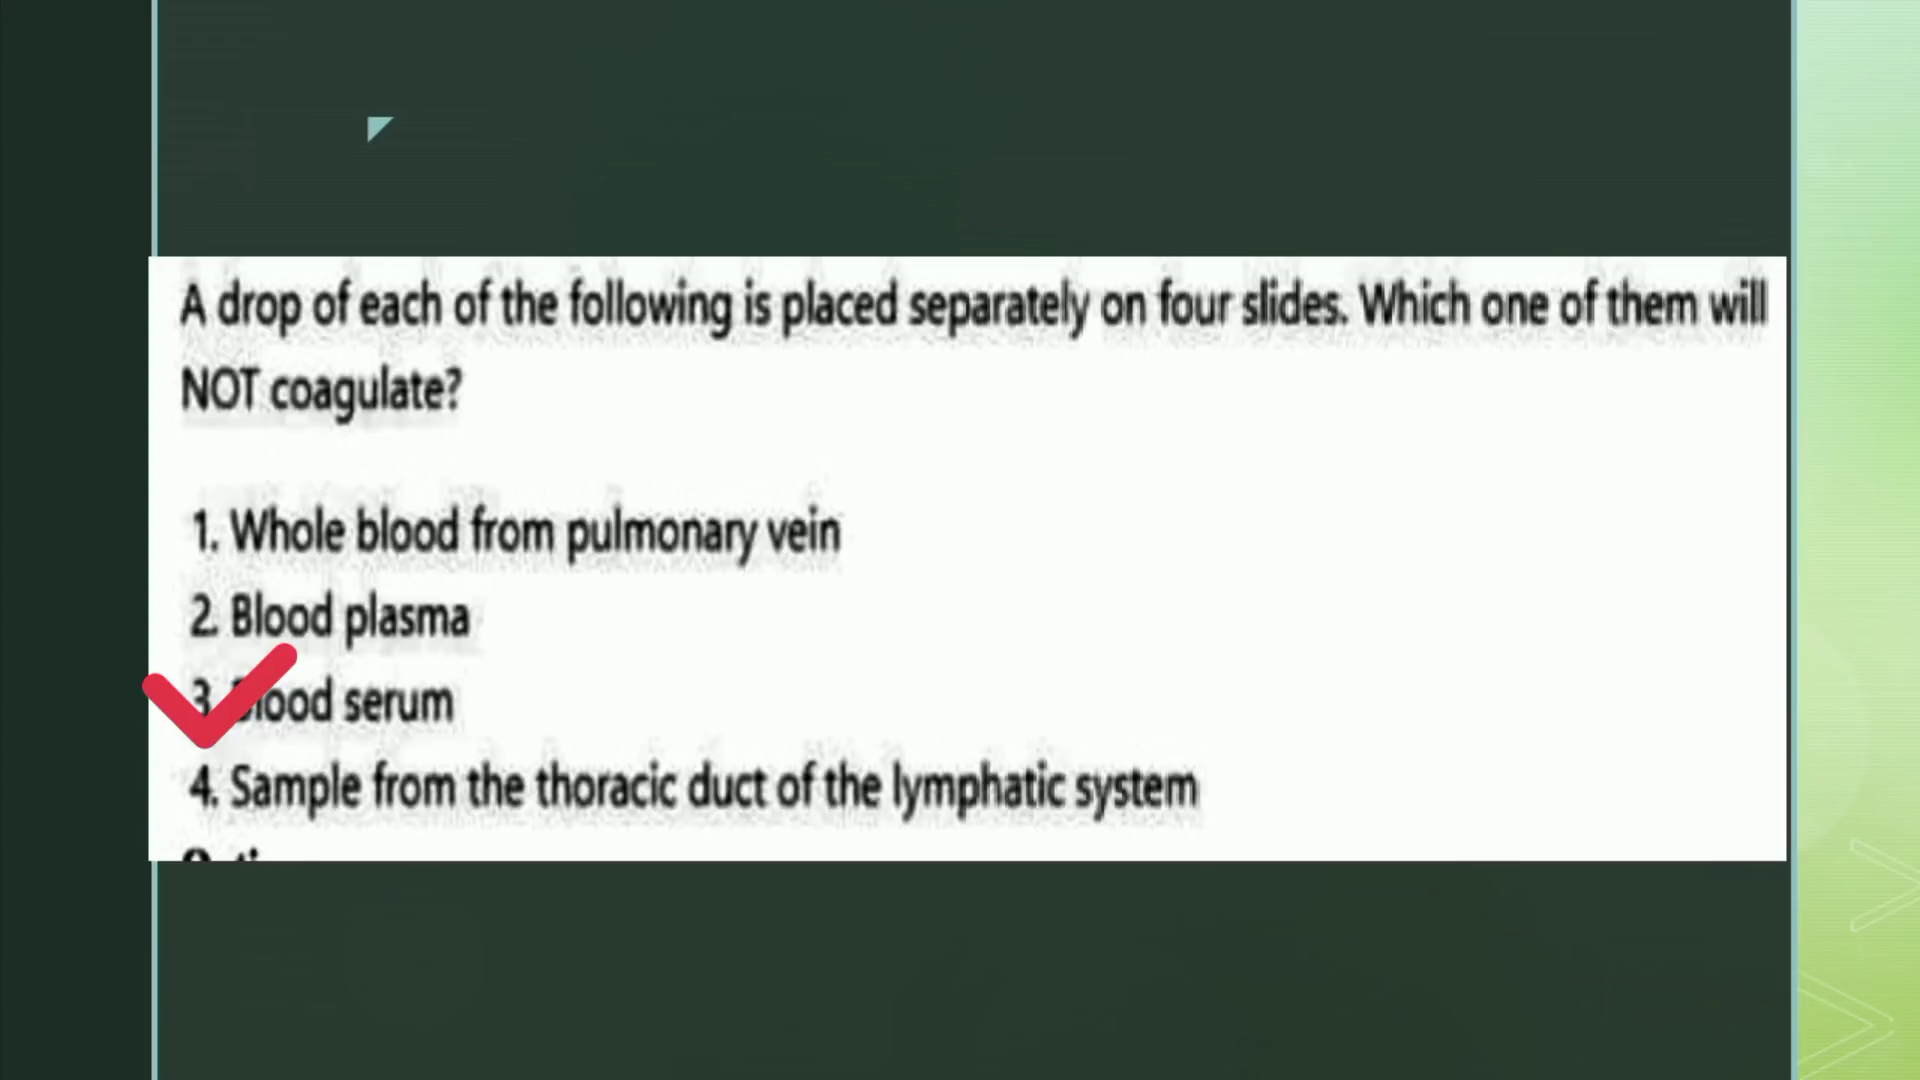 A drop of each of the following is placed separately on four slides. Which one of them will
NOT coagulate?
1. Whole blood from pulmonary vein
2. Blood plasma
3. Blood serum
4. Sample from the thoracic duct of the lymphatic system